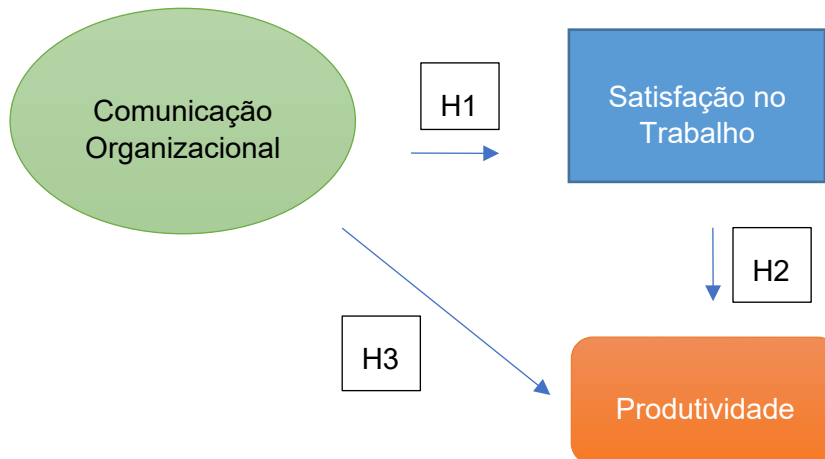 Comunicação
Organizacional
H1
Satisfação no
Trabalho
H2
H3
Produtividade